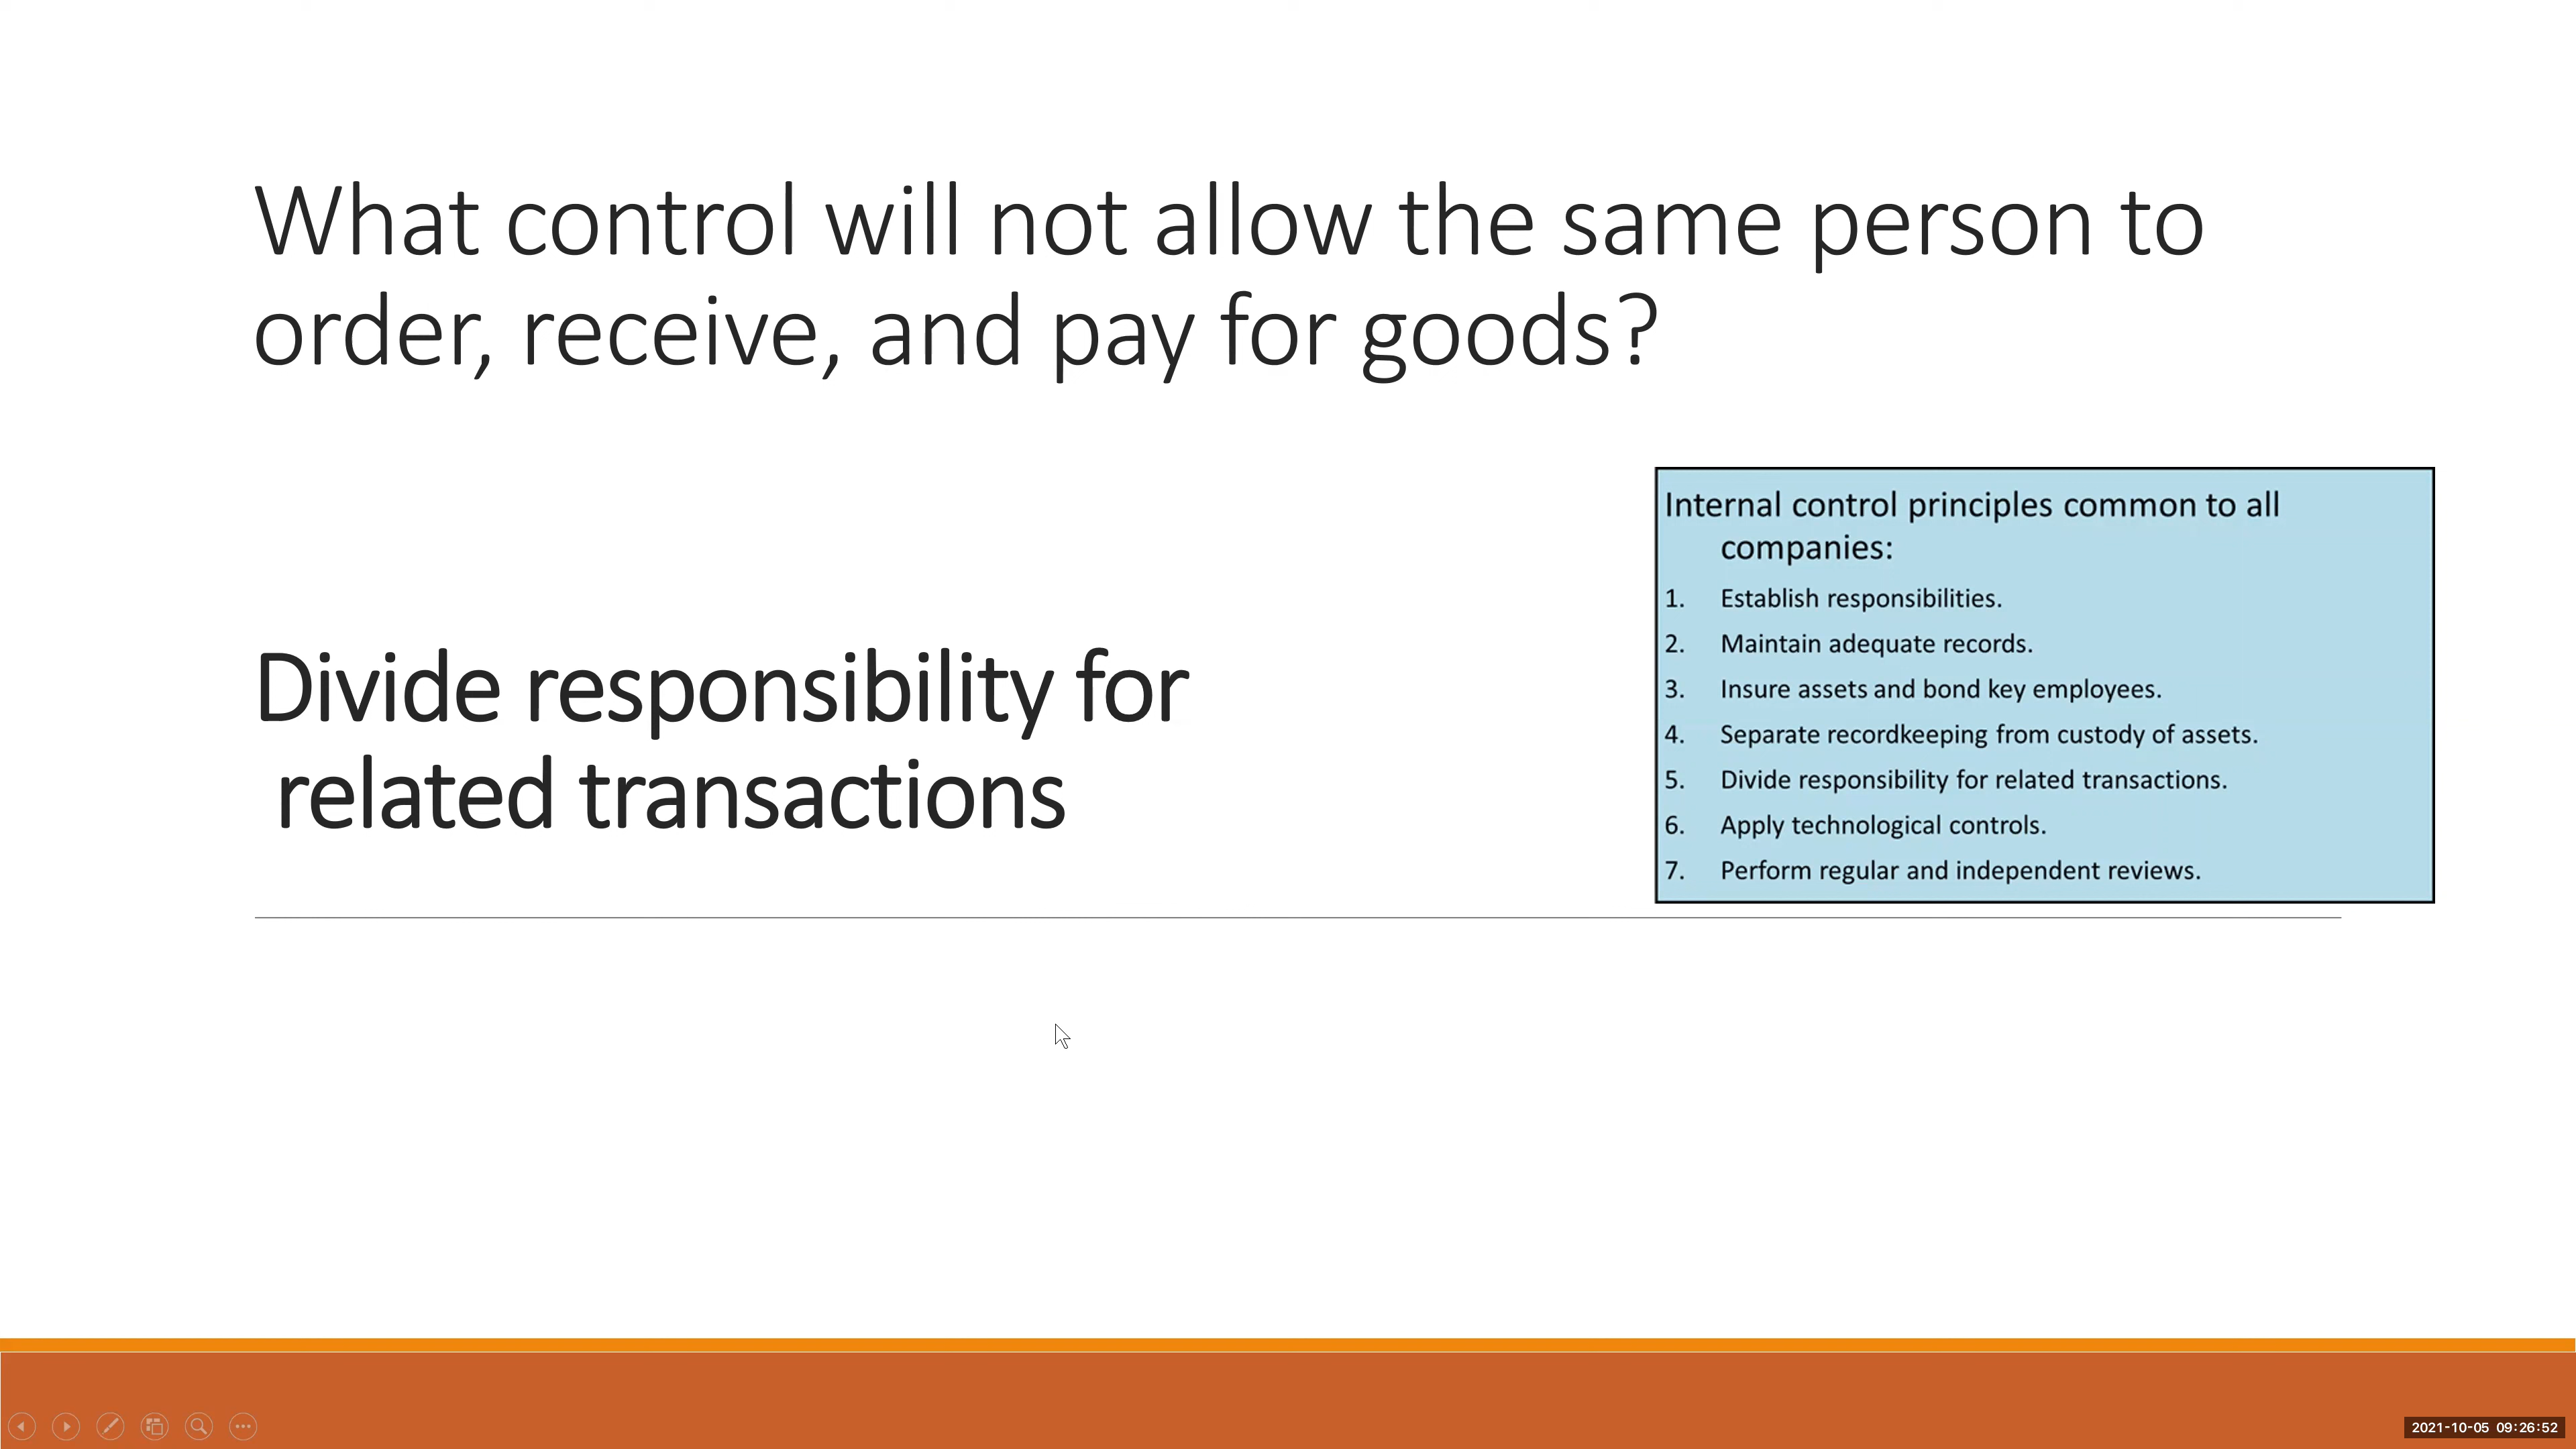 What control will not allow the same person to
order, receive, and pay for goods?
Divide responsibility for
related transactions
Internal control principles common to all
companies:
1. Establish responsibilities.
2. Maintain adequate records.
3. Insure assets and bond key employees.
4. Separate recordkeeping from custody of assets.
5. Divide responsibility for related transactions.
6. Apply technological controls.
7. Perform regular and independent reviews.
2021-10-05 09:26:52